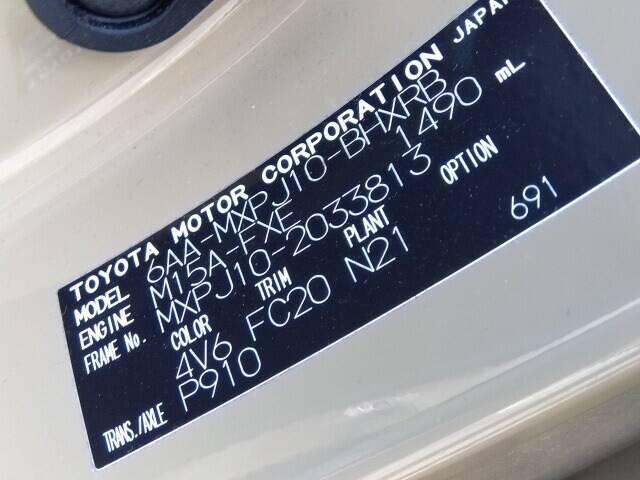 TOYOTA MOTOR CORPORATION JAPAN
MODEL 6AA-MXPJ10-BHXRB
ENGINE M15A-FXE 1490 mL
FRAME No. MXPJ10-2033813
COLOR TRIM PLANT OPTION
4V6 FC20 N21 691
TRANS./AXLE P910